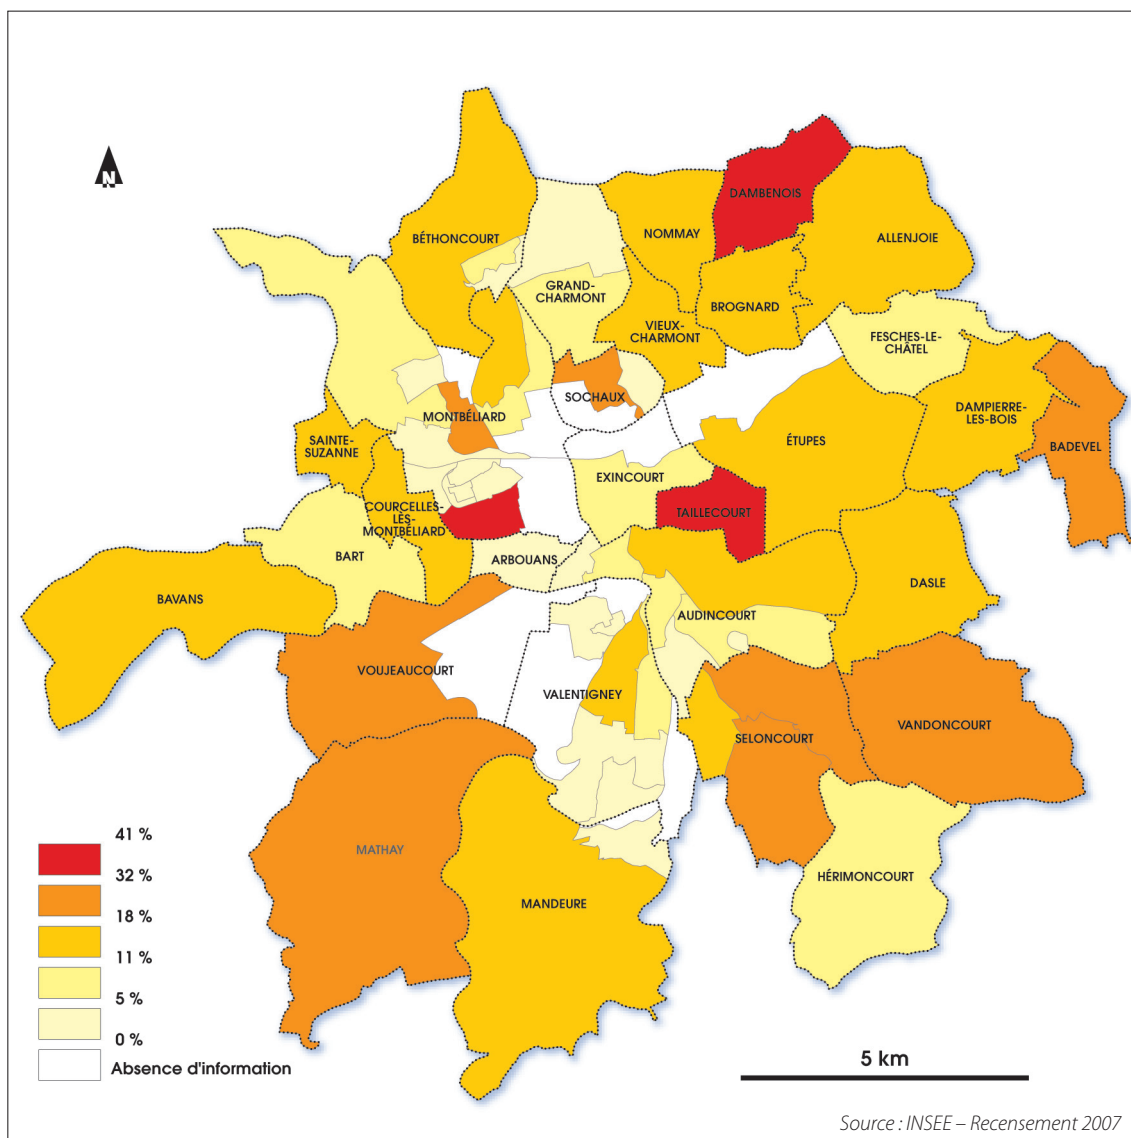 N
DAMBENOIS
BÉTHONCOURT
NOMMAY
ALLENJOIE
GRAND-
CHARMONT
BROGNARD
VIEUX-
CHARMONT
FESCHES-LE-
CHÂTEL
SOCHAUX
MONTBÉLIARD
DAMPIERRE-
LES-BOIS
SAINTE-
SUZANNE
ÉTUPES
BADEVEL
EXINCOURT
COURCELLES-
LÈS-
MONTBÉLIARD
TAILLECOURT
BART
ARBOUANS
DASLE
BAVANS
AUDINCOURT
VOUJEAUCOURT
VALENTIGNEY
VANDONCOURT
SELONCOURT
MATHAY
HÉRIMONCOURT
MANDEURE
41 %
32 %
18 %
11 %
5 %
0 %
Absence d'information
5 km
Source : INSEE – Recensement 2007